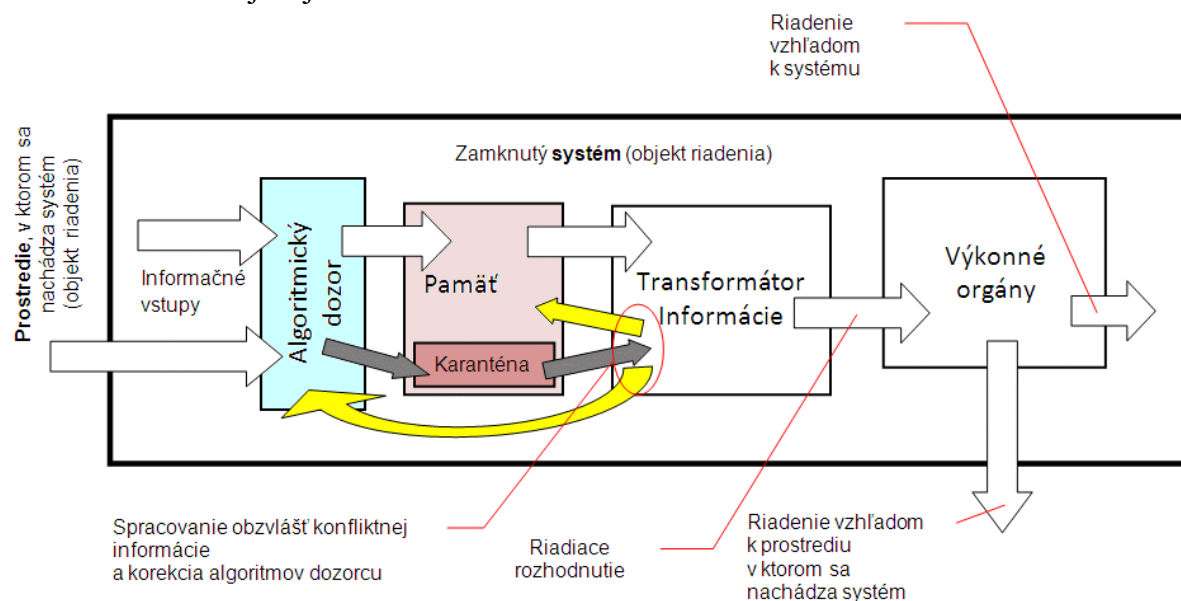 Riadenie
vzhľadom
k systému
Prostredie, v ktorom sa
nachádza systém
(objekt riadenia)
Zamknutý systém (objekt riadenia)
Informačné
vstupy
Algoritmický
dozor
Pamäť
Karanténa
Transformátor
Informácie
Výkonné
orgány
Spracovanie obzvlášť konfliktnej
informácie
a korekcia algoritmov dozorcu
Riadiace
rozhodnutie
Riadenie vzhľadom
k prostrediu
v ktorom sa
nachádza systém